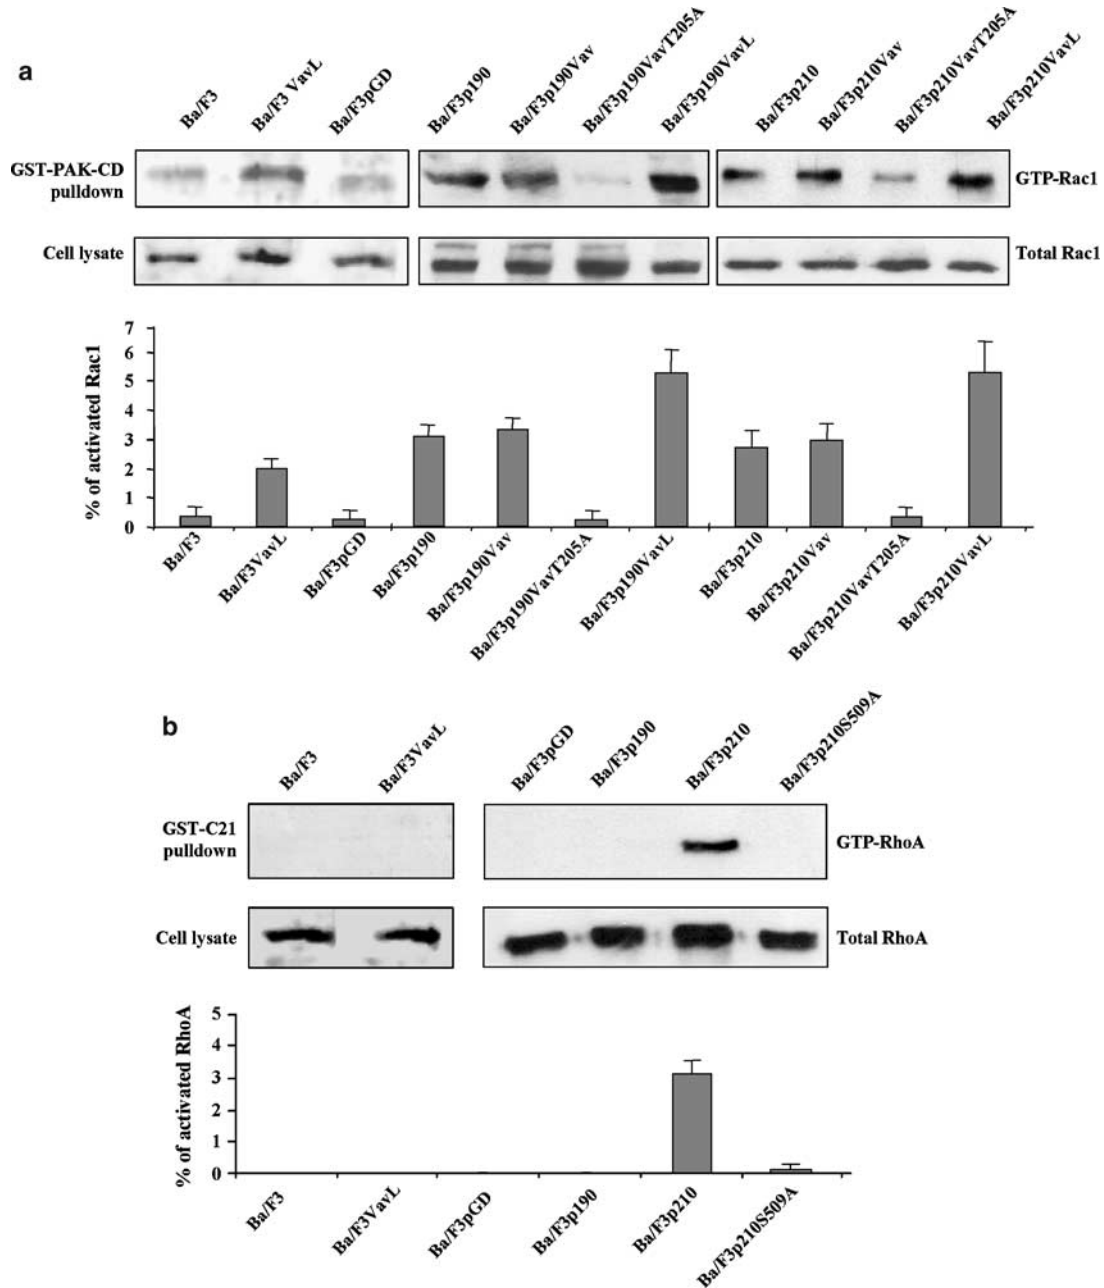 a
Ba/F3
Ba/F3 VavL
Ba/F3pGD
Ba/F3p190
Ba/F3p190Vav
Ba/F3p190VavT205A
Ba/F3p190VavL
Ba/F3p210
Ba/F3p210Vav
Ba/F3p210VavT205A
Ba/F3p210VavL
GST-PAK-CD
pulldown
GTP-Rac1
Cell lysate
Total Rac1
% of activated Rac1
7
6
5
4
3
2
1
0
Ba/F3
Ba/F3VavL
Ba/F3pGD
Ba/F3p190
Ba/F3p190Vav
Ba/F3p190VavT205A
Ba/F3p190VavL
Ba/F3p210
Ba/F3p210Vav
Ba/F3p210VavT205A
Ba/F3p210VavL
b
Ba/F3
Ba/F3VavL
Ba/F3pGD
Ba/F3p190
Ba/F3p210
Ba/F3p210S509A
GST-C21
pulldown
GTP-RhoA
Cell lysate
Total RhoA
% of activated RhoA
5
4
3
2
1
0
Ba/F3
Ba/F3VavL
Ba/F3pGD
Ba/F3p190
Ba/F3p210
Ba/F3p210S509A